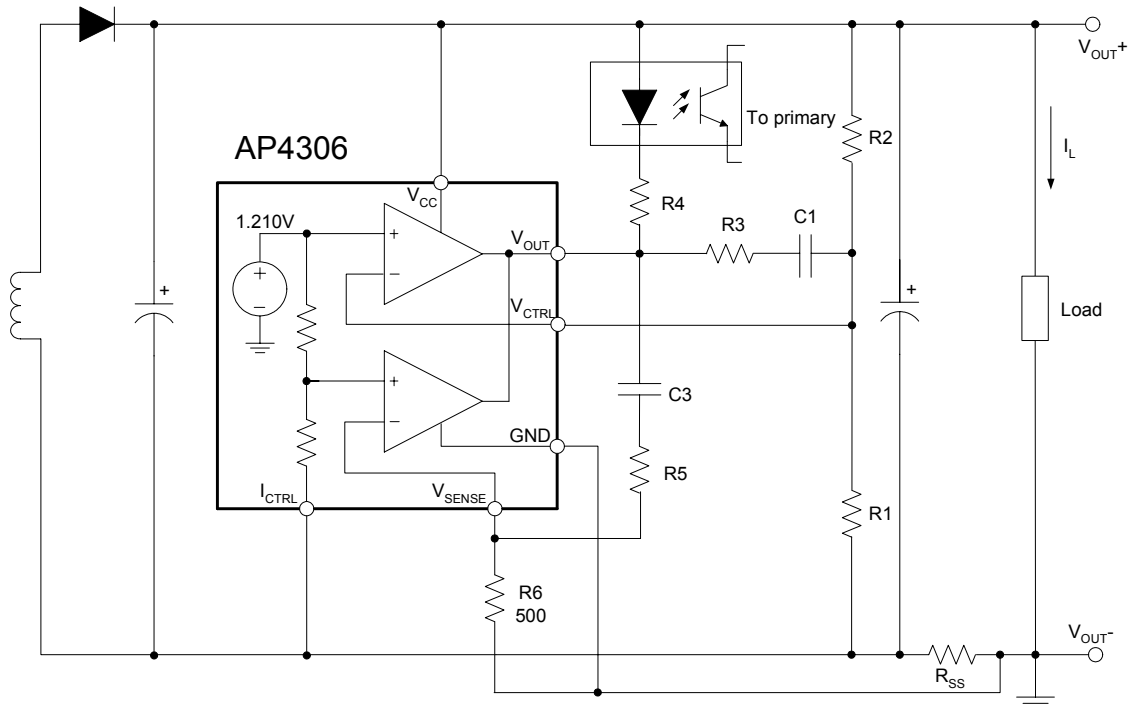 V_OUT+
To primary
R2
I_L
AP4306
R4
V_CC
C1
R3
1.210V
+
V_OUT
−
+
−
V_CTRL
+
+
Load
+
C3
−
GND
R5
I_CTRL
V_SENSE
R1
R6
500
V_OUT-
R_SS